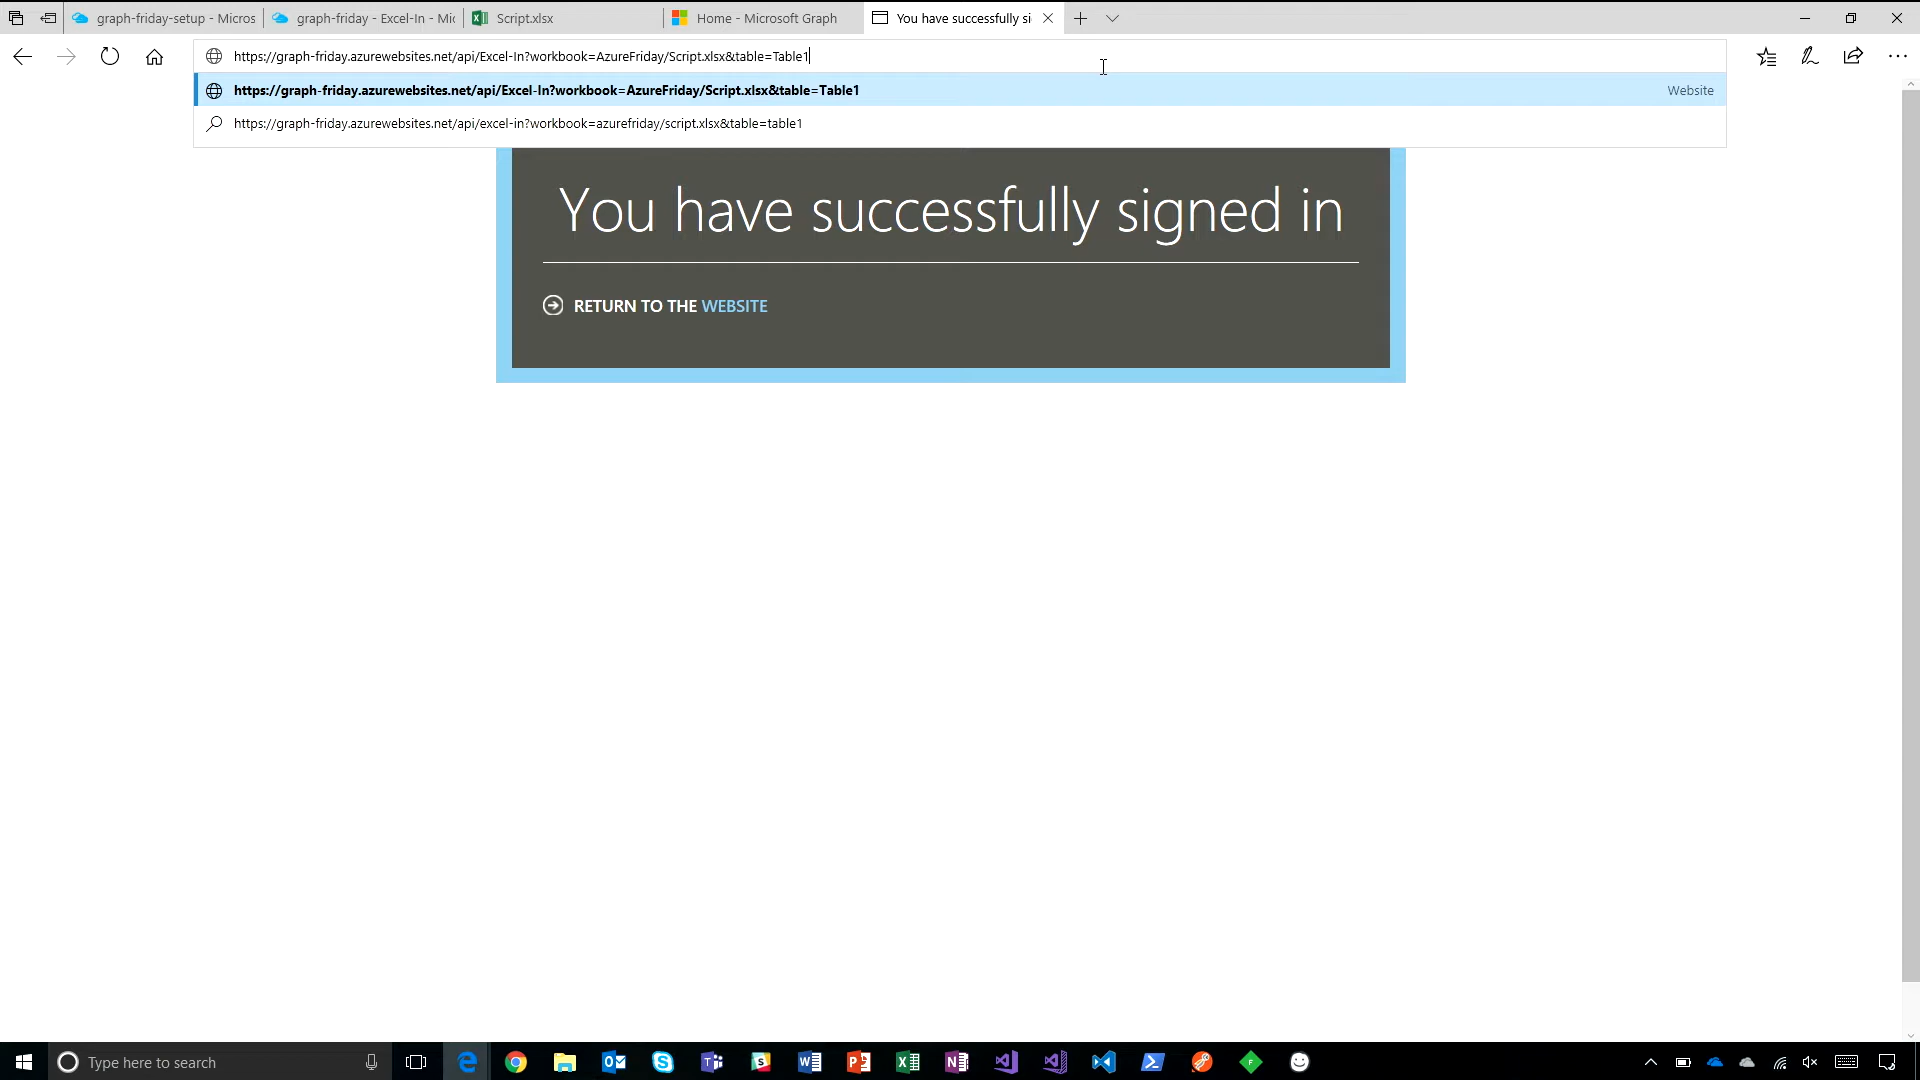 graph-friday-setup - Micros
graph-friday - Excel-In - Mic
Script.xlsx
Home - Microsoft Graph
You have successfully si
https://graph-friday.azurewebsites.net/api/Excel-In?workbook=AzureFriday/Script.xlsx&table=Table1
https://graph-friday.azurewebsites.net/api/Excel-In?workbook=AzureFriday/Script.xlsx&table=Table1 Website
https://graph-friday.azurewebsites.net/api/excel-in?workbook=azurefriday/script.xlsx&table=table1
You have successfully signed in
RETURN TO THE WEBSITE
Type here to search